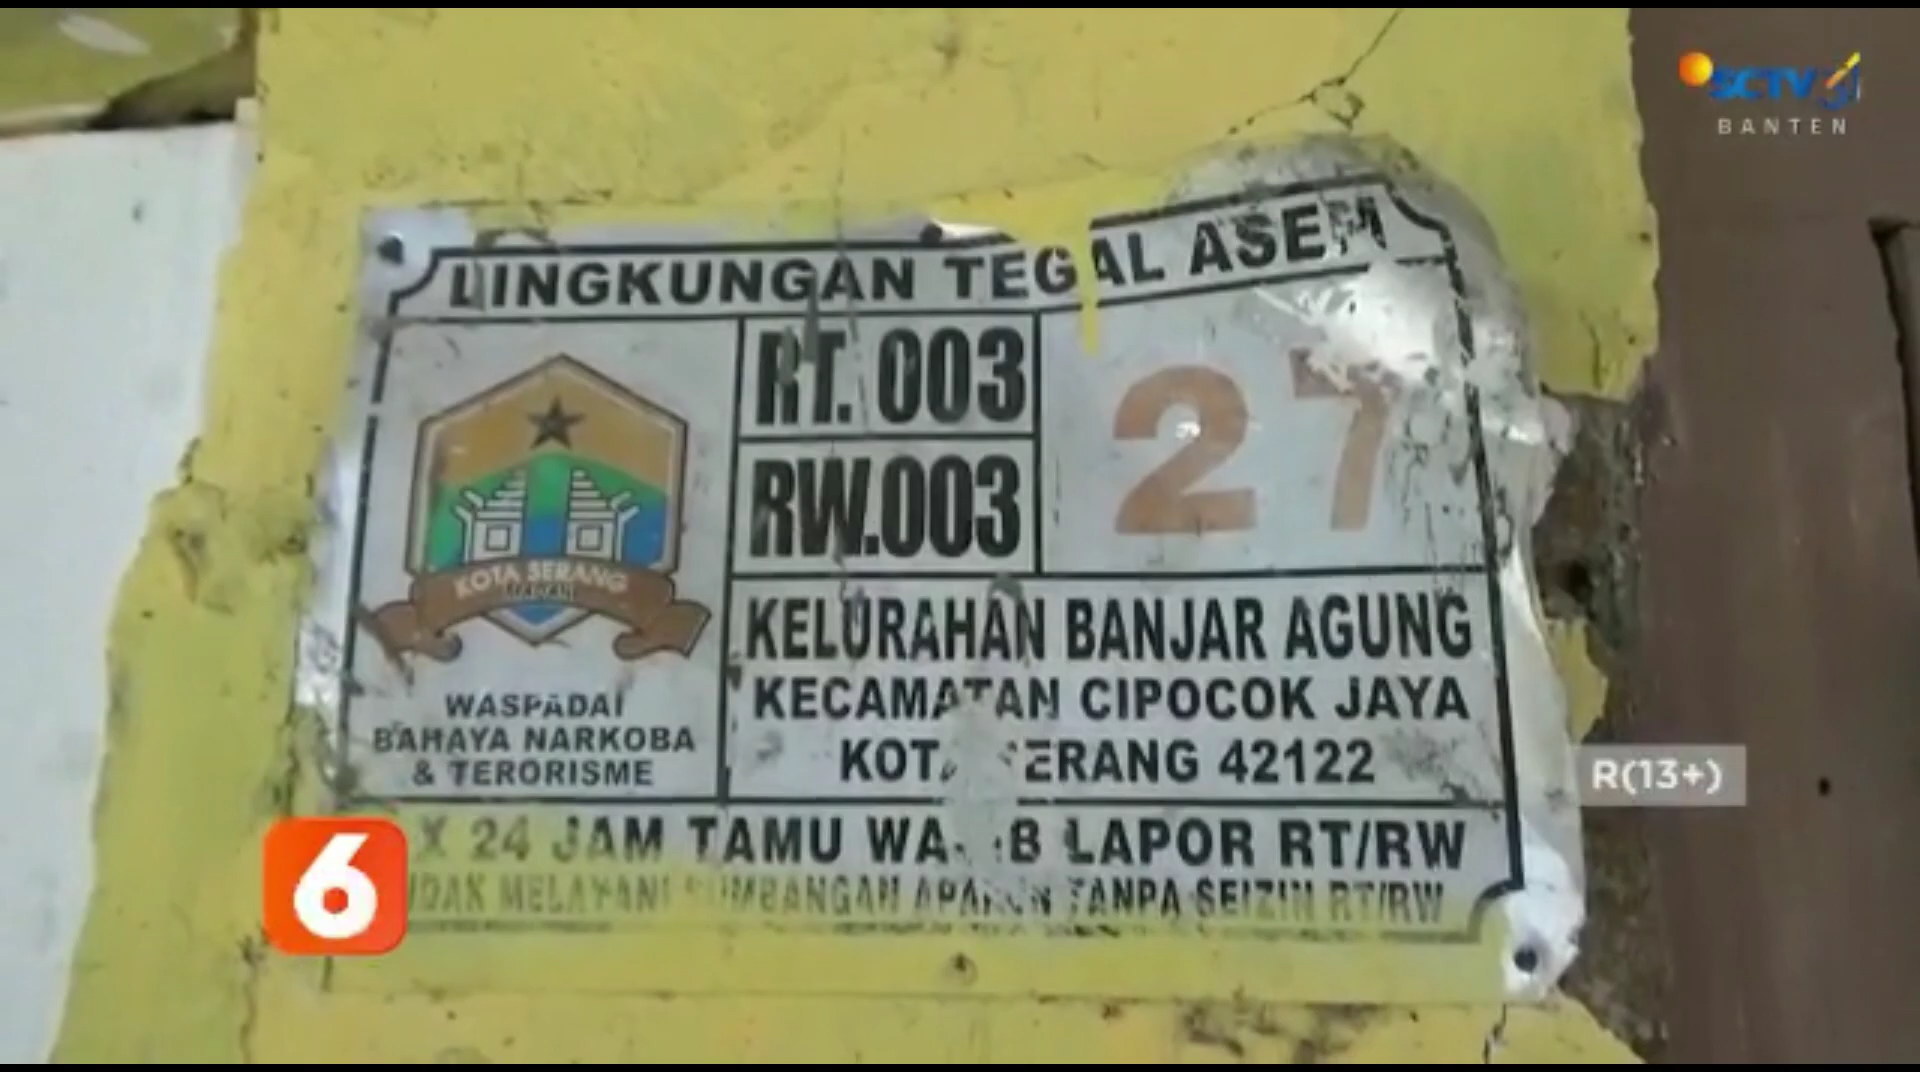 SCTV
BANTEN
LINGKUNGAN TEGAL ASEM
RT. 003
27
RW.003
KOTA SERANG
KELURAHAN BANJAR AGUNG
KECAMATAN CIPOCOK JAYA
KOTA SERANG 42122
WASPADAI
BAHAYA NARKOBA
& TERORISME
R(13+)
X 24 JAM TAMU WAJIB LAPOR RT/RW
MELAYANI SUMBANGAN APAPUN TANPA SEIZIN RT/RW
6